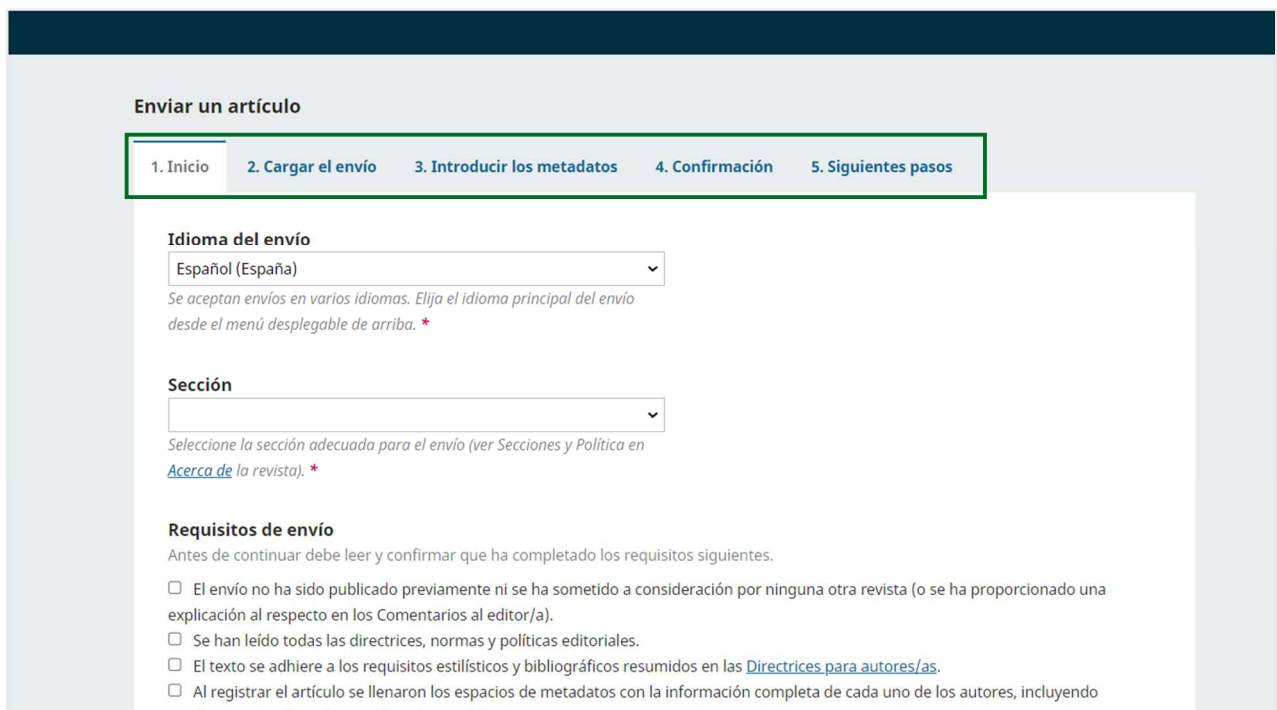 Enviar un artículo
1. Inicio 2. Cargar el envío 3. Introducir los metadatos 4. Confirmación 5. Siguientes pasos
Idioma del envío
Español (España)
Se aceptan envíos en varios idiomas. Elija el idioma principal del envío
desde el menú desplegable de arriba. *
Sección
Seleccione la sección adecuada para el envío (ver Secciones y Política en
Acerca de la revista). *
Requisitos de envío
Antes de continuar debe leer y confirmar que ha completado los requisitos siguientes.
El envío no ha sido publicado previamente ni se ha sometido a consideración por ninguna otra revista (o se ha proporcionado una
explicación al respecto en los Comentarios al editor/a).
Se han leído todas las directrices, normas y políticas editoriales.
El texto se adhiere a los requisitos estilísticos y bibliográficos resumidos en las Directrices para autores/as.
Al registrar el artículo se llenaron los espacios de metadatos con la información completa de cada uno de los autores, incluyendo